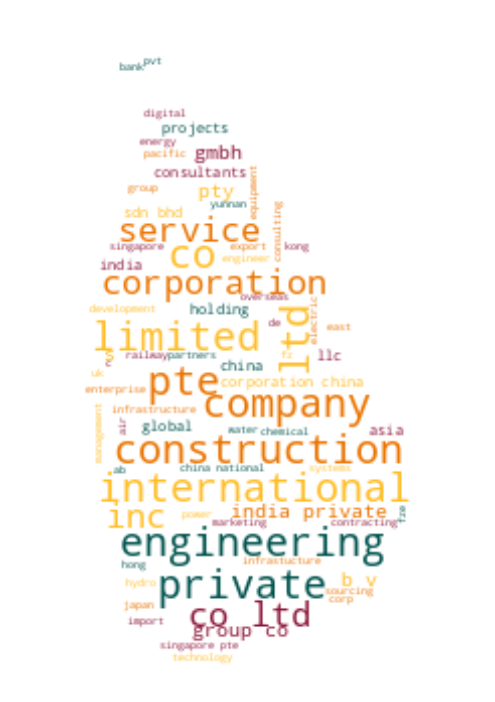 bank pvt
digital
projects
energy
pacific gmbh
consultants
group pty equipment
yunnan
sdn bhd consulting
service
singapore co export kong
engineer
india
corporation
overseas
development holding
de electric east
limited ltd
s railway partners fz llc
r china
uk pte corporation china
enterprise
company
infrastructure
management air global water chemical asia
construction
ab china national systems
international
inc power india private fze
marketing contracting
engineering
hong infrastucture
hydro private b v
sourcing
japan corp
import co ltd
group co
singapore pte
technology